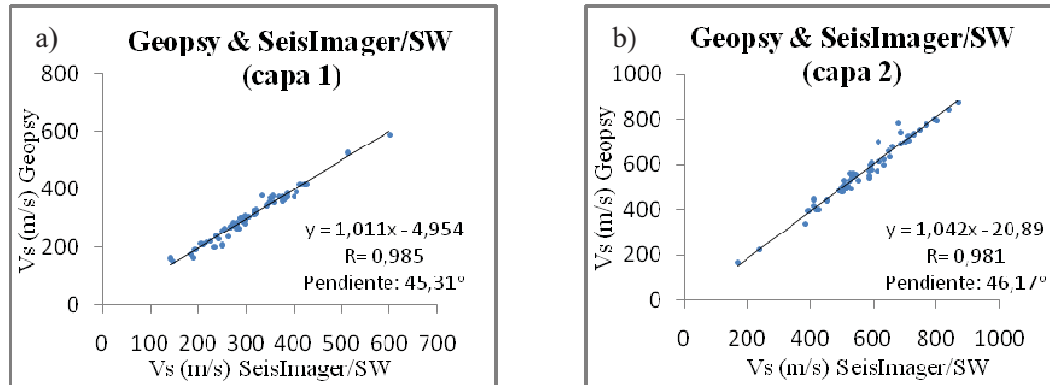 a)
Geopsy & SeisImager/SW
(capa 1)
800
600
400
200
0
Vs (m/s) Geopsy
y = 1,011x - 4,954
R= 0,985
Pendiente: 45,31°
0 100 200 300 400 500 600 700
Vs (m/s) SeisImager/SW
b)
Geopsy & SeisImager/SW
(capa 2)
1000
800
600
400
200
0
Vs (m/s) Geopsy
y = 1,042x - 20,89
R= 0,981
Pendiente: 46,17°
0 200 400 600 800 1000
Vs (m/s) SeisImager/SW